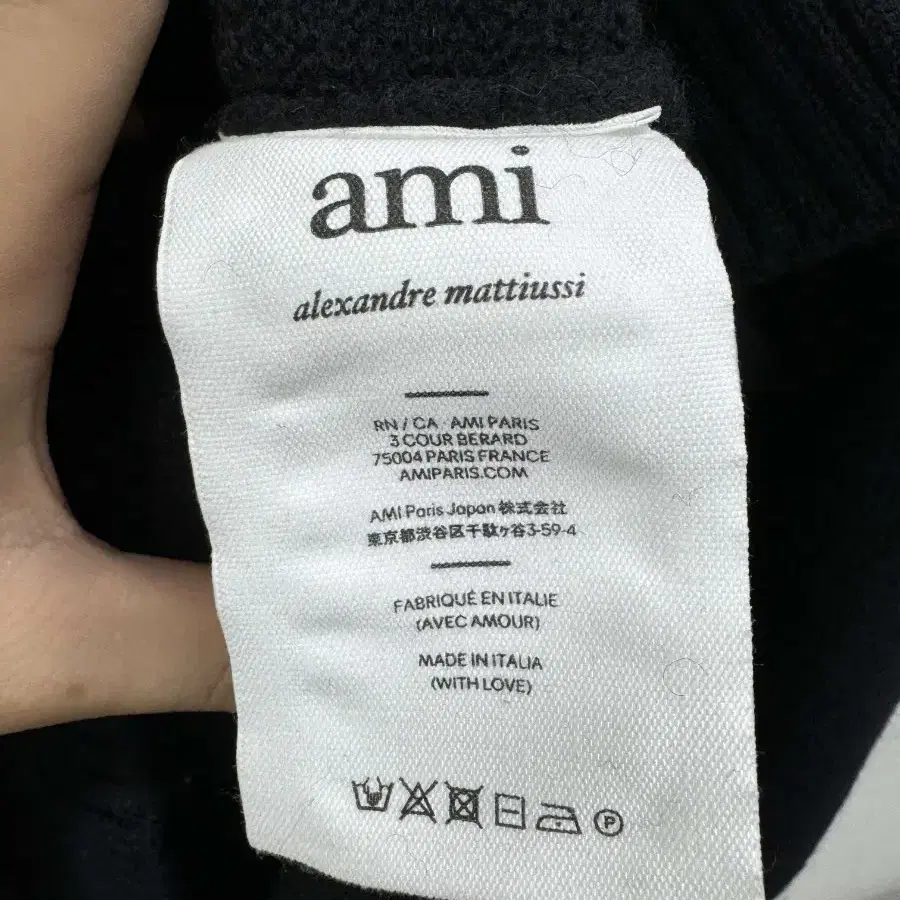 ami
alexandre mattiussi
RN / CA AMI PARIS
3 COUR BERARD
75004 PARIS FRANCE
AMIPARIS.COM
AMI Paris Japan 株式会社
東京都渋谷区千駄ヶ谷3-59-4
FABRIQUÉ EN ITALIE
(AVEC AMOUR)
MADE IN ITALIA
(WITH LOVE)
P